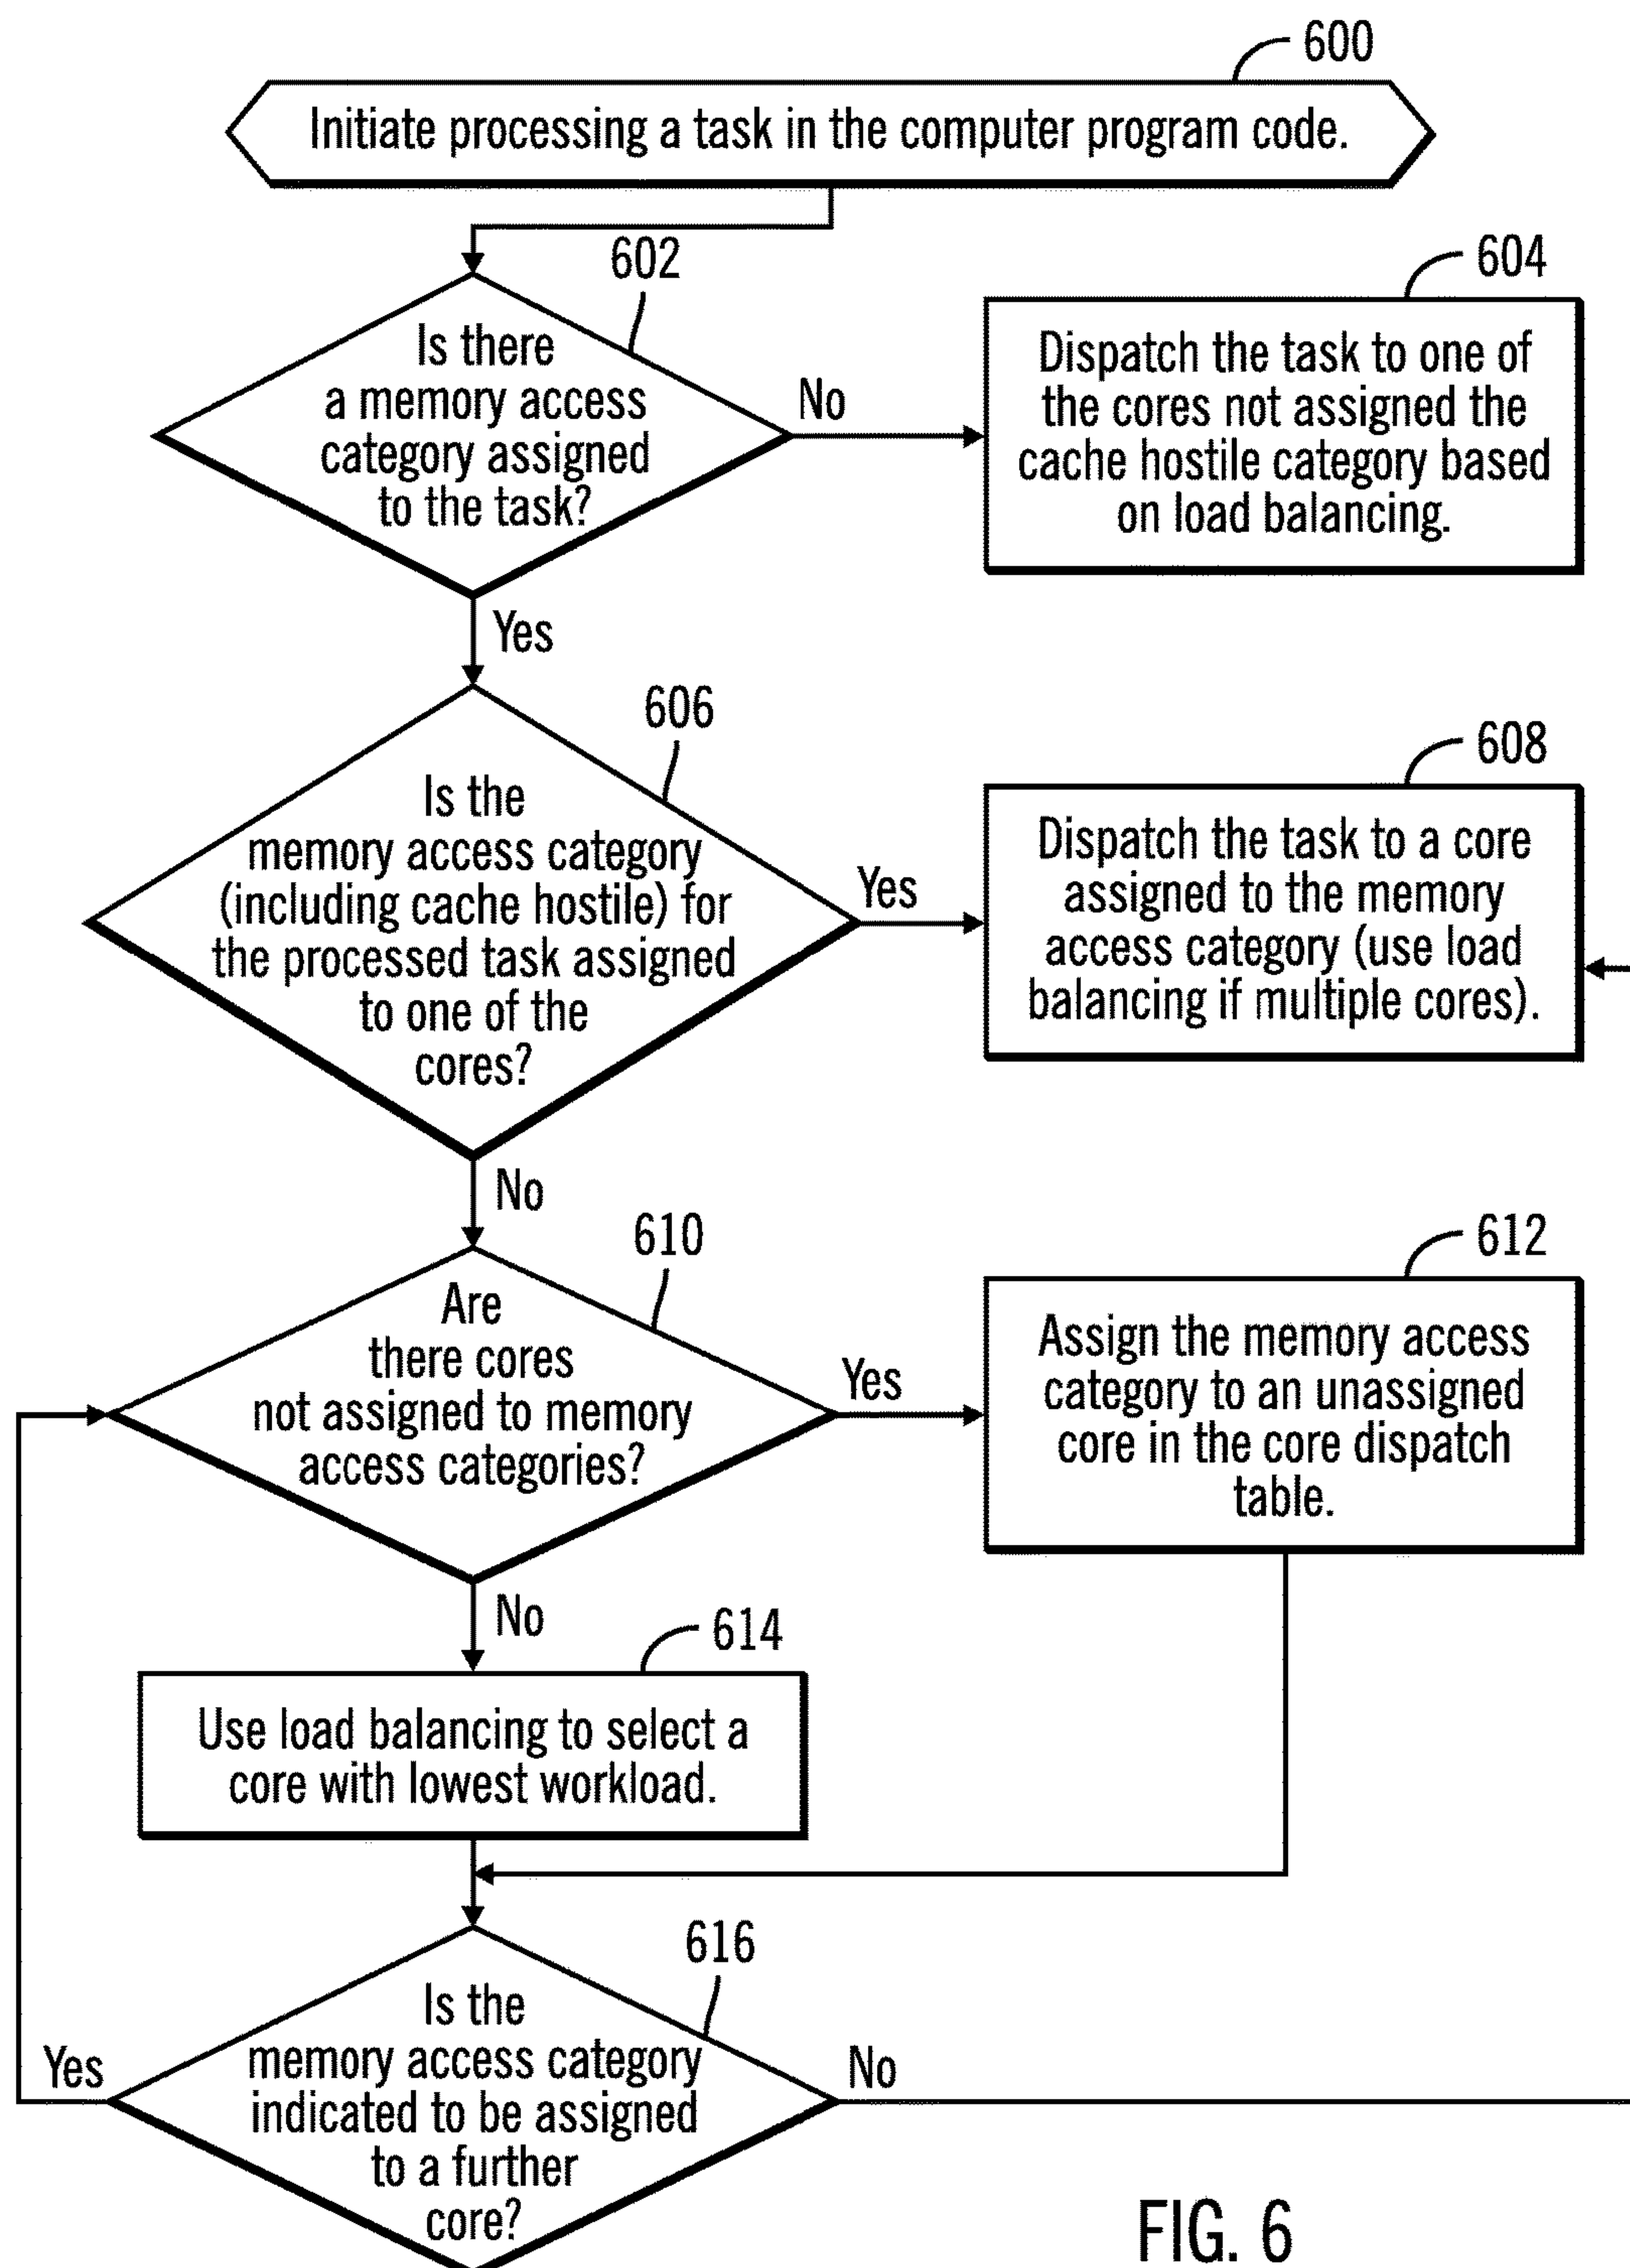 600
Initiate processing a task in the computer program code.
602
Is there
a memory access
category assigned
to the task?
No
Yes
604
Dispatch the task to one of
the cores not assigned the
cache hostile category based
on load balancing.
606
Is the
memory access category
(including cache hostile) for
the processed task assigned
to one of the
cores?
Yes
No
608
Dispatch the task to a core
assigned to the memory
access category (use load
balancing if multiple cores).
610
Are
there cores
not assigned to memory
access categories?
Yes
No
612
Assign the memory access
category to an unassigned
core in the core dispatch
table.
614
Use load balancing to select a
core with lowest workload.
616
Is the
memory access category
indicated to be assigned
to a further
core?
Yes
No
FIG. 6